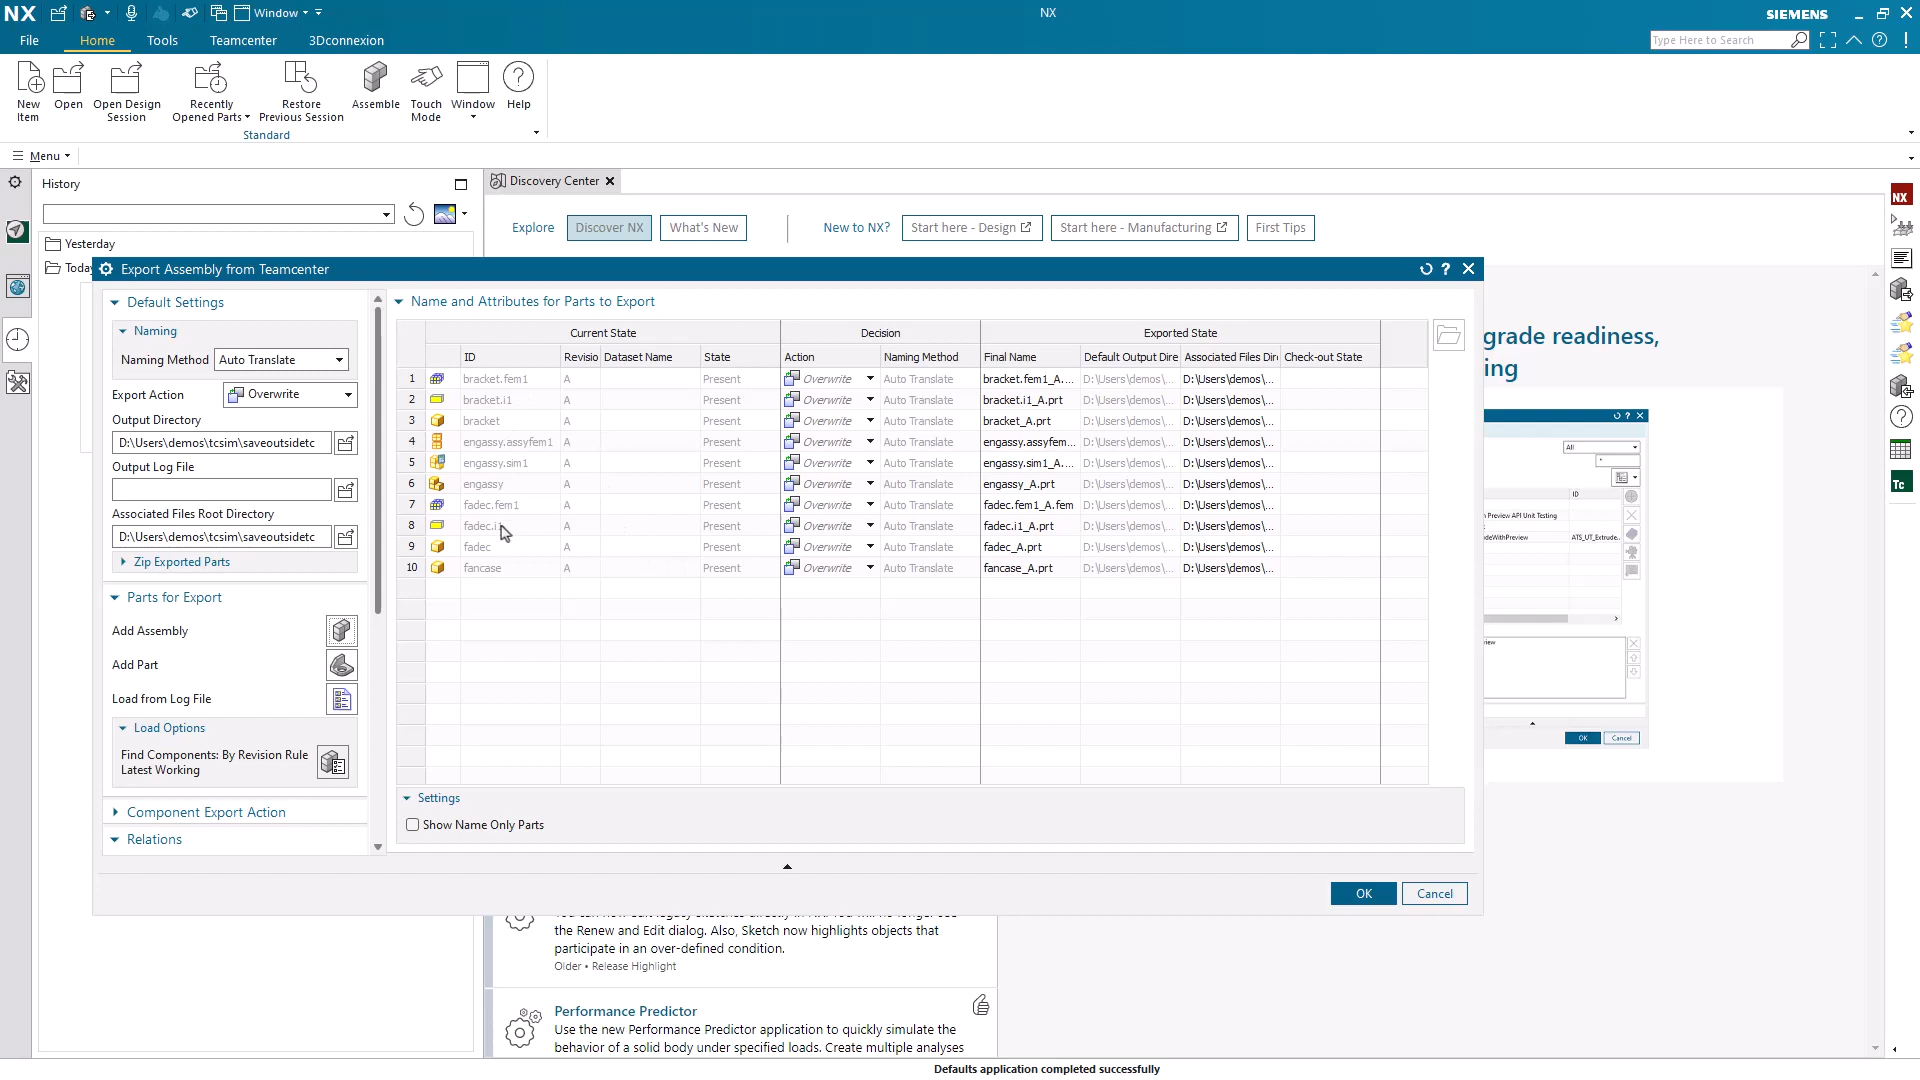 NX
Window
NX
SIEMENS
File
Home
Tools
Teamcenter
3Dconnexion
Type Here to Search
New Item
Open
Open Design Session
Recently Opened Parts
Restore Previous Session
Assemble
Touch Mode
Window
Help
Standard
Menu
History
Discovery Center
Yesterday
Explore
Discover NX
What's New
New to NX?
Start here - Design
Start here - Manufacturing
First Tips
Export Assembly from Teamcenter
Default Settings
Naming
Naming Method Auto Translate
Export Action Overwrite
Output Directory
D:\Users\demos\tcsim\saveoutsidetc
Output Log File
Associated Files Root Directory
D:\Users\demos\tcsim\saveoutsidetc
Zip Exported Parts
Parts for Export
Add Assembly
Add Part
Load from Log File
Load Options
Find Components: By Revision Rule
Latest Working
Component Export Action
Relations
Name and Attributes for Parts to Export
Current State Decision Exported State
ID Revisio Dataset Name State Action Naming Method Final Name Default Output Dire Associated Files Dir Check-out State
1 bracket.fem1 A Present Overwrite Auto Translate bracket.fem1_A.... D:\Users\demos\... D:\Users\demos\...
2 bracket.i1 A Present Overwrite Auto Translate bracket.i1_A.prt D:\Users\demos\... D:\Users\demos\...
3 bracket A Present Overwrite Auto Translate bracket_A.prt D:\Users\demos\... D:\Users\demos\...
4 engassy.assyfem1 A Present Overwrite Auto Translate engassy.assyfem... D:\Users\demos\... D:\Users\demos\...
5 engassy.sim1 A Present Overwrite Auto Translate engassy.sim1_A.... D:\Users\demos\... D:\Users\demos\...
6 engassy A Present Overwrite Auto Translate engassy_A.prt D:\Users\demos\... D:\Users\demos\...
7 fadec.fem1 A Present Overwrite Auto Translate fadec.fem1_A.fem D:\Users\demos\... D:\Users\demos\...
8 fadec.i A Present Overwrite Auto Translate fadec.i1_A.prt D:\Users\demos\... D:\Users\demos\...
9 fadec A Present Overwrite Auto Translate fadec_A.prt D:\Users\demos\... D:\Users\demos\...
10 fancase A Present Overwrite Auto Translate fancase_A.prt D:\Users\demos\... D:\Users\demos\...
Settings
Show Name Only Parts
OK
Cancel
grade readiness,
ing
All
ID
Preview API Unit Testing
deWithPreview ATS_UT_Extrude..
OK
Cancel
NX
Tc
the Renew and Edit dialog. Also, Sketch now highlights objects that
participate in an over-defined condition.
Older • Release Highlight
Performance Predictor
Use the new Performance Predictor application to quickly simulate the
behavior of a solid body under specified loads. Create multiple analyses
Defaults application completed successfully